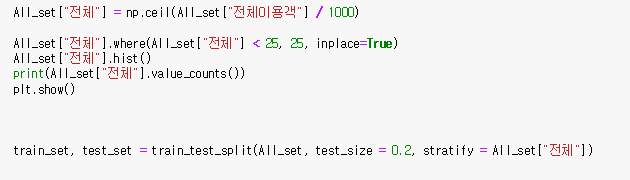 All_set["전체"] = np.ceil(All_set["전체이용객"] / 1000)
All_set["전체"].where(All_set["전체"] < 25, 25, inplace=True)
All_set["전체"].hist()
print(All_set["전체"].value_counts())
plt.show()
train_set, test_set = train_test_split(All_set, test_size = 0.2, stratify = All_set["전체"])